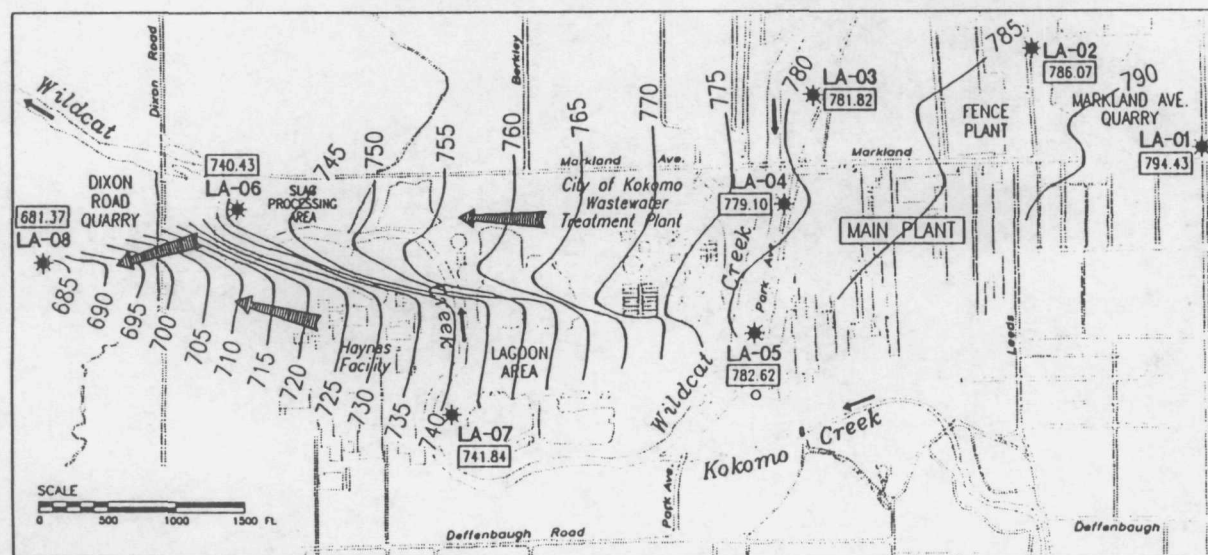 785
LA-02
786.07
780
LA-03
781.82
790
MARKLAND AVE.
QUARRY
FENCE
PLANT
LA-01
794.43
Dixon Road
Berkley
Wildcat
775
770
765
760
755
750
745
Markland Ave.
Markland
740.43
LA-06
SLAG
PROCESSING
AREA
City of Kokomo
Wastewater
Treatment Plant
LA-04
779.10
DIXON
ROAD
QUARRY
681.37
LA-08
MAIN PLANT
Creek
Park Ave
Creek
685
690
695
700
705
710
715
720
725
730
735
740
Haynes
Facility
LAGOON
AREA
LA-05
782.62
Leeds
Wildcat
LA-07
741.84
Kokomo Creek
Park Ave.
SCALE
0 500 1000 1500 FL
Deffenbaugh Road
Deffenbaugh